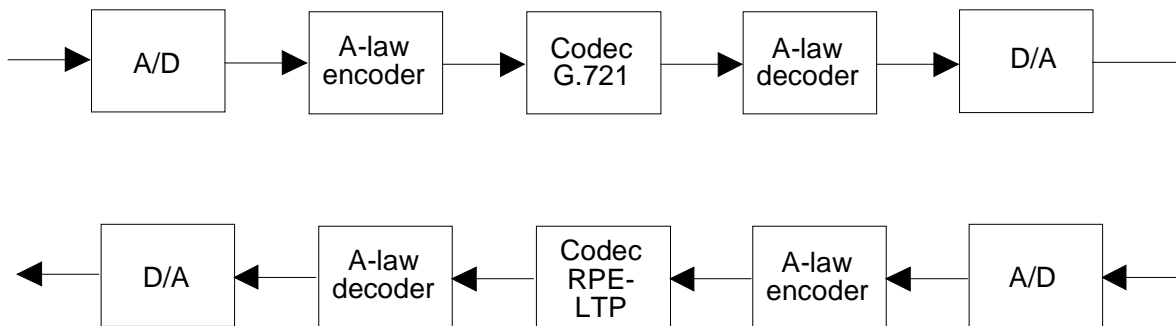 A/D
A-law
encoder
Codec
G.721
A-law
decoder
D/A
D/A
A-law
decoder
Codec
RPE-
LTP
A-law
encoder
A/D